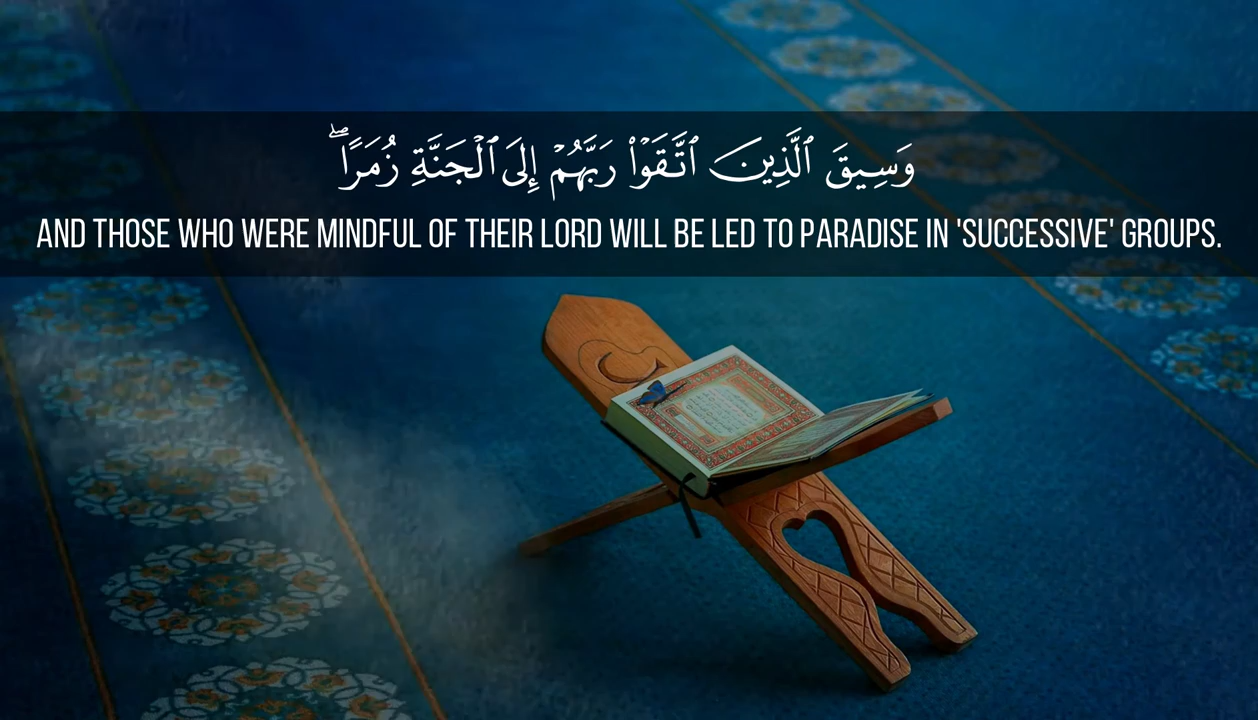 وَسِيقَ ٱلَّذِينَ ٱتَّقَوْا۟ رَبَّهُمْ إِلَى ٱلْجَنَّةِ زُمَرًا ۖ
AND THOSE WHO WERE MINDFUL OF THEIR LORD WILL BE LED TO PARADISE IN 'SUCCESSIVE' GROUPS.